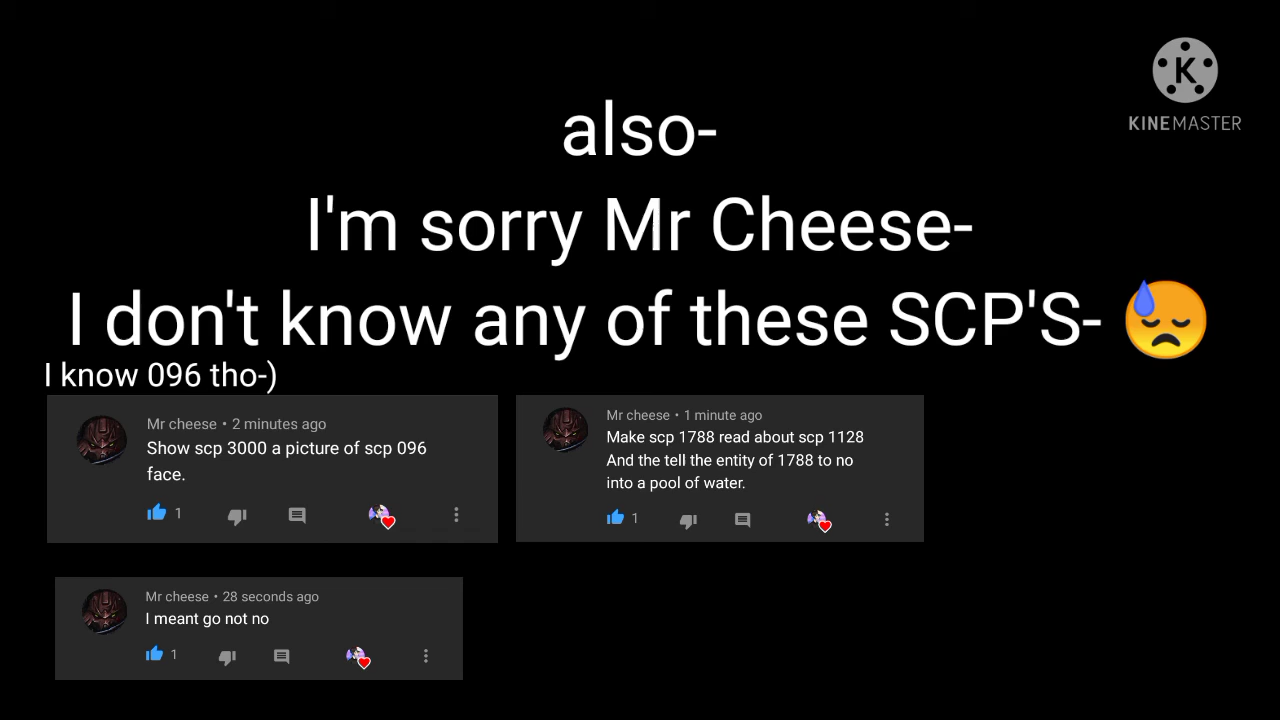 K
KINEMASTER
also-
I'm sorry Mr Cheese-
I don't know any of these SCP'S- 😓
I know 096 tho-)
Mr cheese • 2 minutes ago
Show scp 3000 a picture of scp 096
face.
1
Mr cheese • 1 minute ago
Make scp 1788 read about scp 1128
And the tell the entity of 1788 to no
into a pool of water.
1
Mr cheese • 28 seconds ago
I meant go not no
1